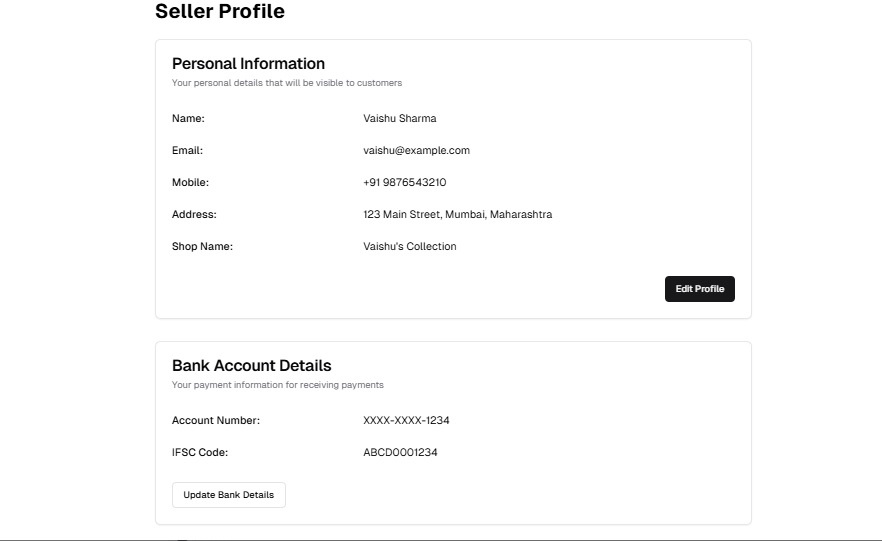 Seller Profile
Personal Information
Your personal details that will be visible to customers
Name: Vaishu Sharma
Email: vaishu@example.com
Mobile: +91 9876543210
Address: 123 Main Street, Mumbai, Maharashtra
Shop Name: Vaishu's Collection
Edit Profile
Bank Account Details
Your payment information for receiving payments
Account Number: XXXX-XXXX-1234
IFSC Code: ABCD0001234
Update Bank Details